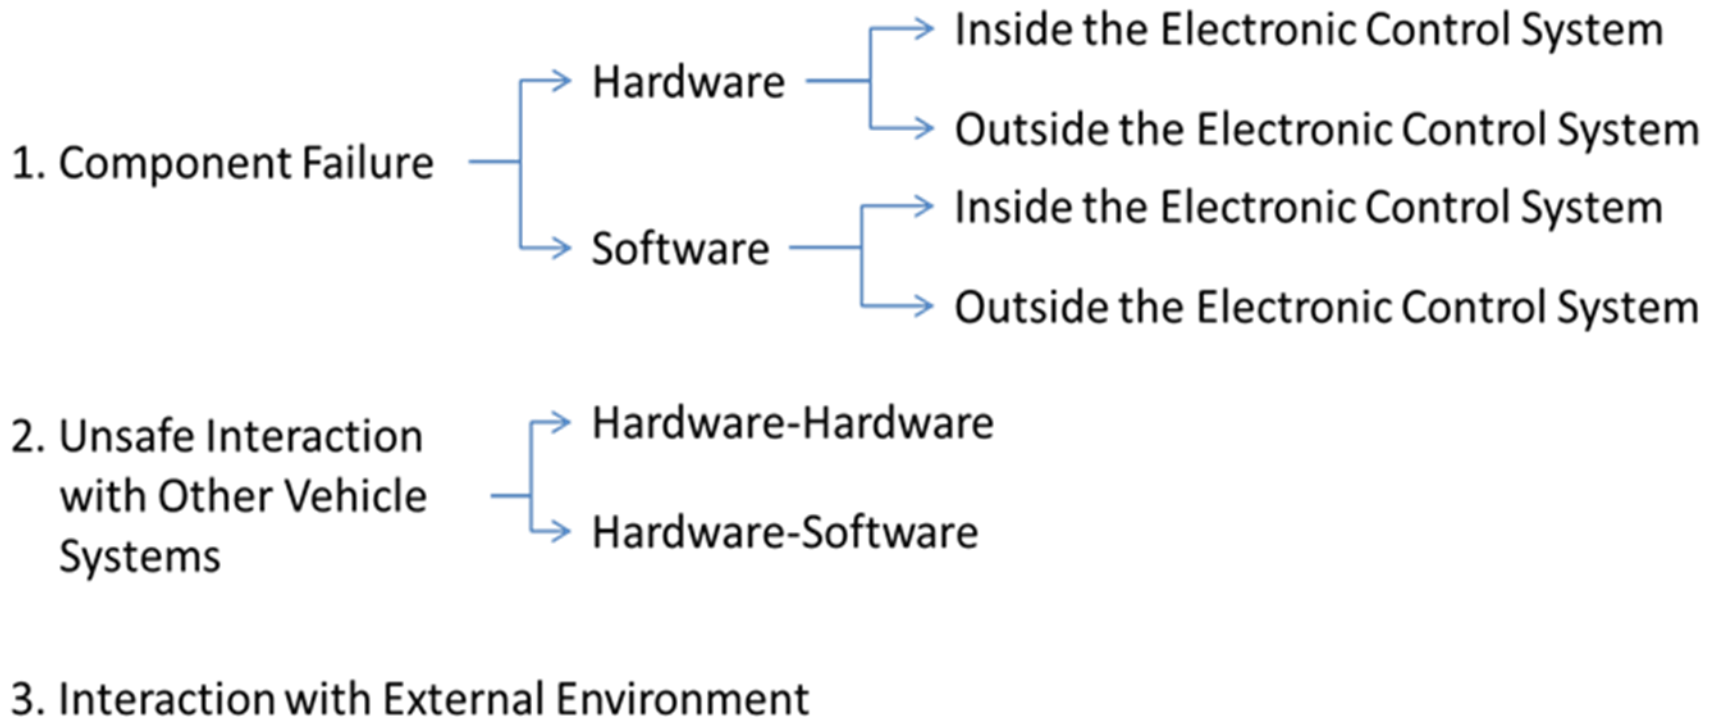 1. Component Failure
Hardware
Inside the Electronic Control System
Outside the Electronic Control System
Software
Inside the Electronic Control System
Outside the Electronic Control System
2. Unsafe Interaction
with Other Vehicle
Systems
Hardware-Hardware
Hardware-Software
3. Interaction with External Environment